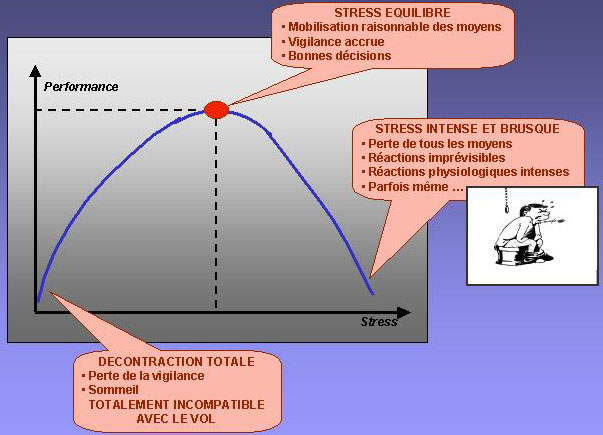 STRESS EQUILIBRE
• Mobilisation raisonnable des moyens
• Vigilance accrue
• Bonnes décisions
Performance
STRESS INTENSE ET BRUSQUE
• Perte de tous les moyens
• Réactions imprévisibles
• Réactions physiologiques intenses
• Parfois même ...
Stress
DECONTRACTION TOTALE
• Perte de la vigilance
• Sommeil
TOTALEMENT INCOMPATIBLE
AVEC LE VOL